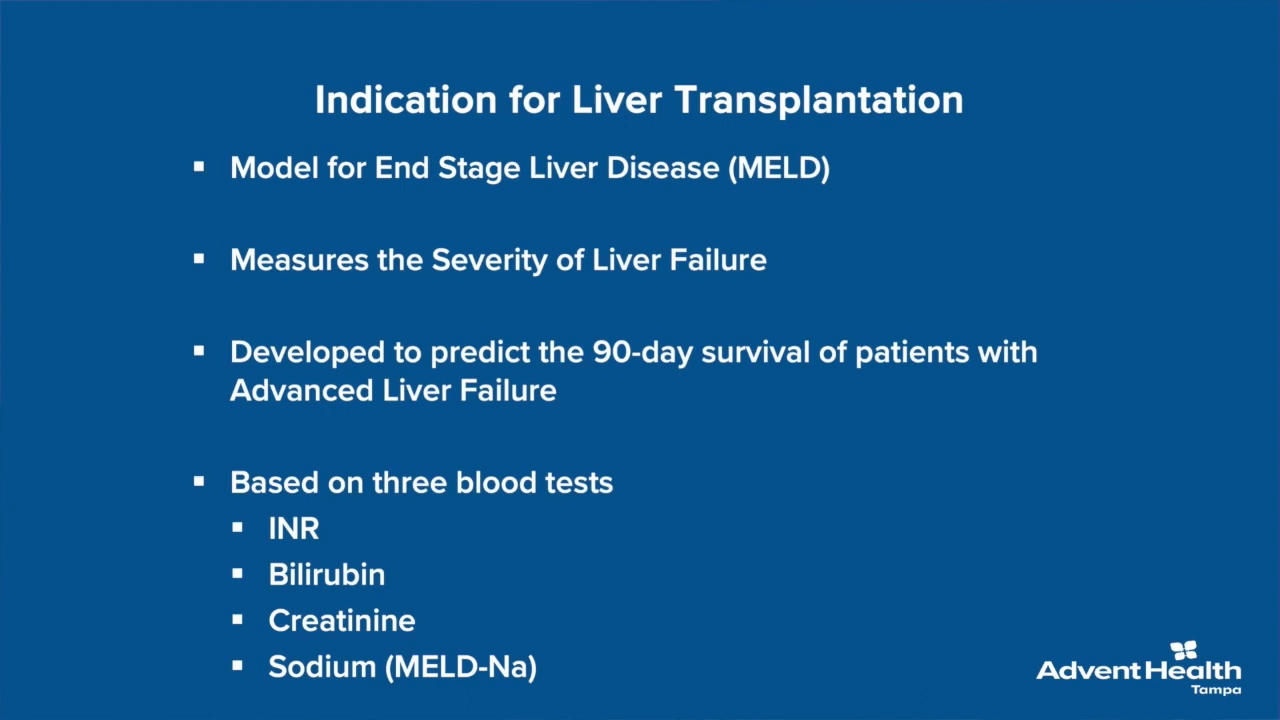 Indication for Liver Transplantation
▪ Model for End Stage Liver Disease (MELD)
▪ Measures the Severity of Liver Failure
▪ Developed to predict the 90-day survival of patients with
Advanced Liver Failure
▪ Based on three blood tests
▪ INR
▪ Bilirubin
▪ Creatinine
▪ Sodium (MELD-Na)
AdventHealth
Tampa